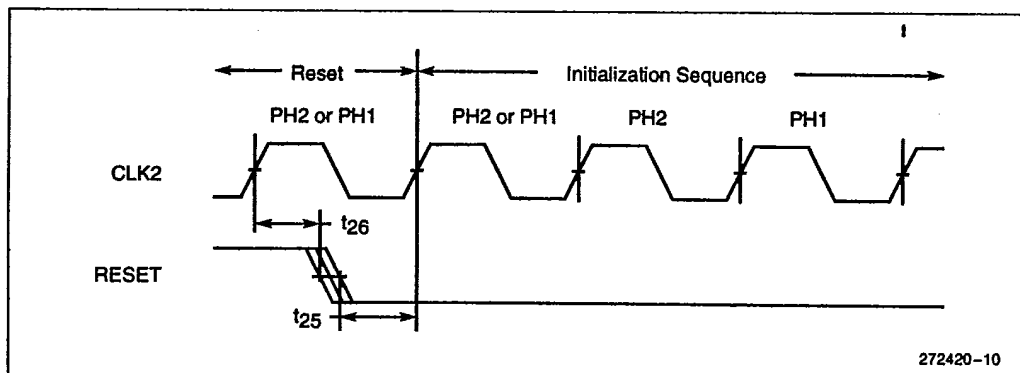 Reset
Initialization Sequence
PH2 or PH1
PH2 or PH1
PH2
PH1
CLK2
t26
RESET
t25
272420-10